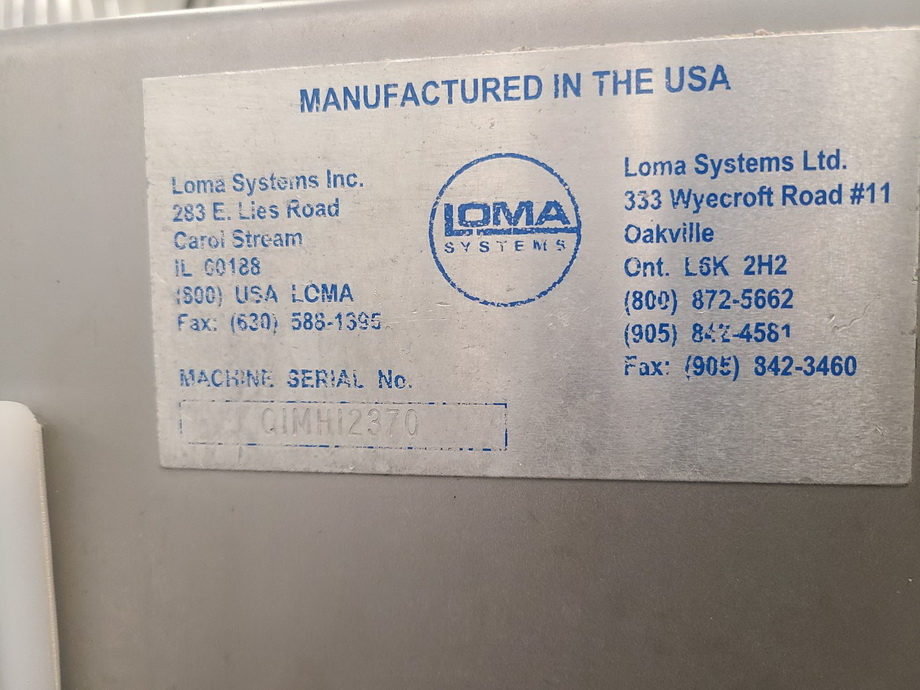 MANUFACTURED IN THE USA
Loma Systems Inc.
283 E. Lies Road
Carol Stream
IL 60188
(800) USA LOMA
Fax: (630) 588-1395
MACHINE SERIAL No.
QIMHI2370
LOMA
SYSTEMS
Loma Systems Ltd.
333 Wyecroft Road #11
Oakville
Ont. L6K 2H2
(800) 872-5662
(905) 842-4581
Fax: (905) 842-3460